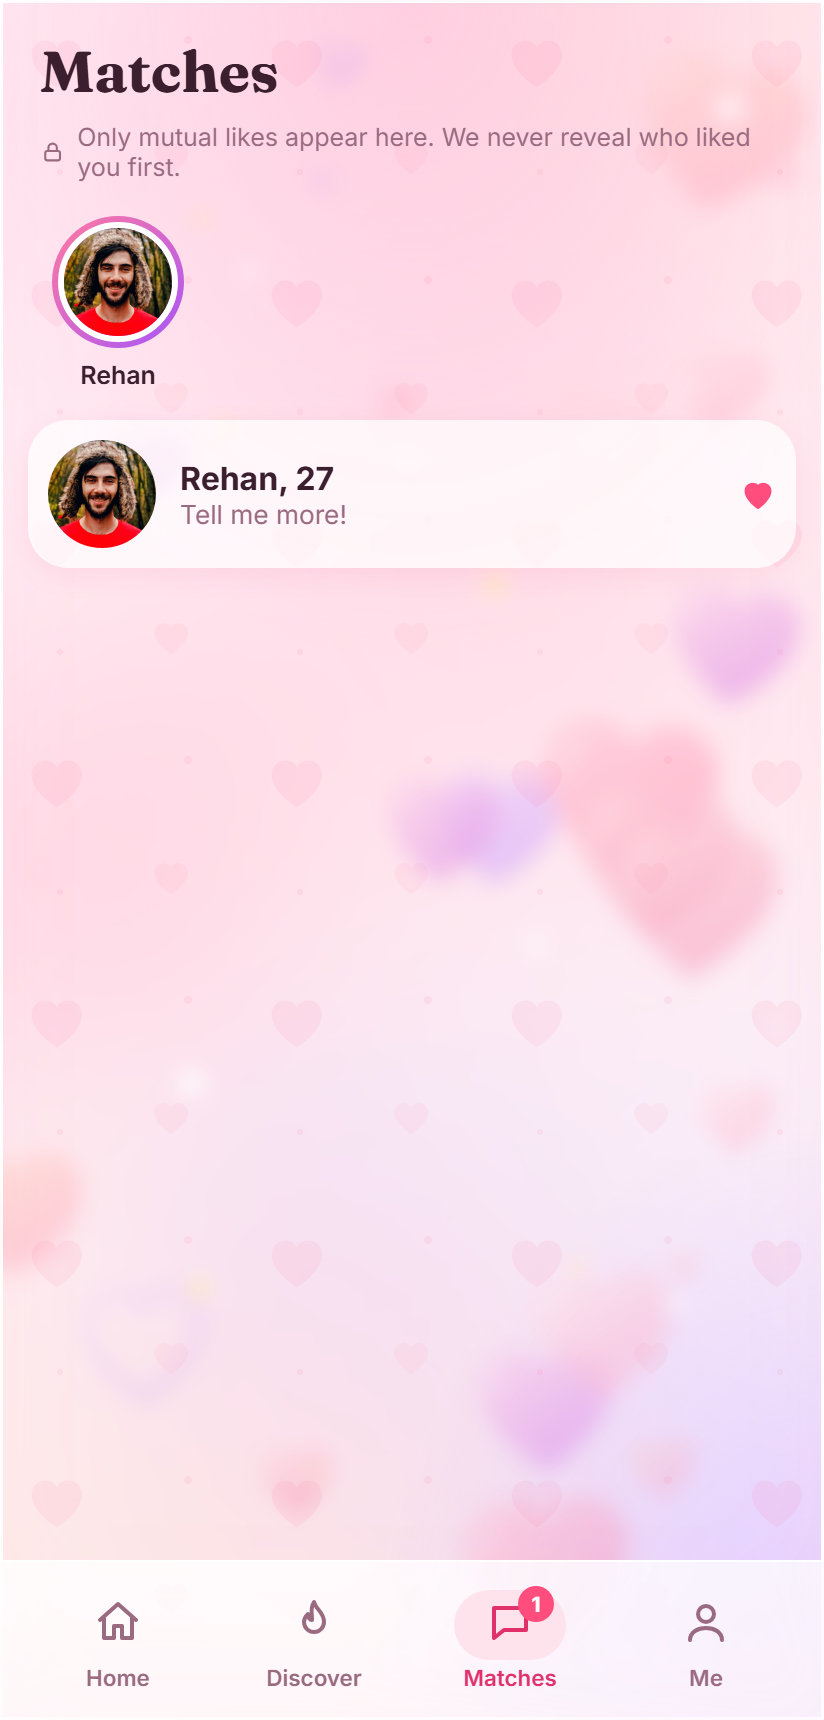 Matches
Only mutual likes appear here. We never reveal who liked
you first.
Rehan
Rehan, 27
Tell me more!
1
Home
Discover
Matches
Me